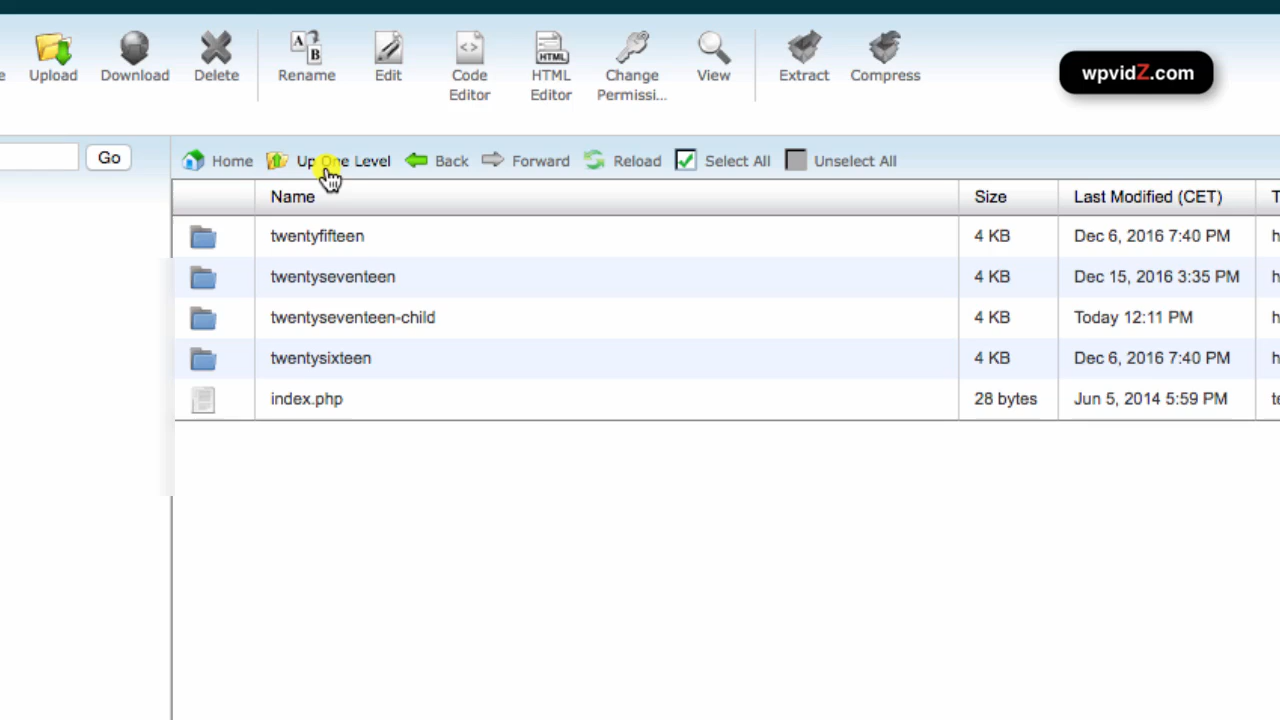 e Upload Download Delete Rename Edit Code Editor HTML Editor Change Permissi... View Extract Compress
A B
HTML
wpvidZ.com
Go Home Up One Level Back Forward Reload Select All Unselect All
Name Size Last Modified (CET) T
twentyfifteen 4 KB Dec 6, 2016 7:40 PM h
twentyseventeen 4 KB Dec 15, 2016 3:35 PM h
twentyseventeen-child 4 KB Today 12:11 PM h
twentysixteen 4 KB Dec 6, 2016 7:40 PM h
index.php 28 bytes Jun 5, 2014 5:59 PM te